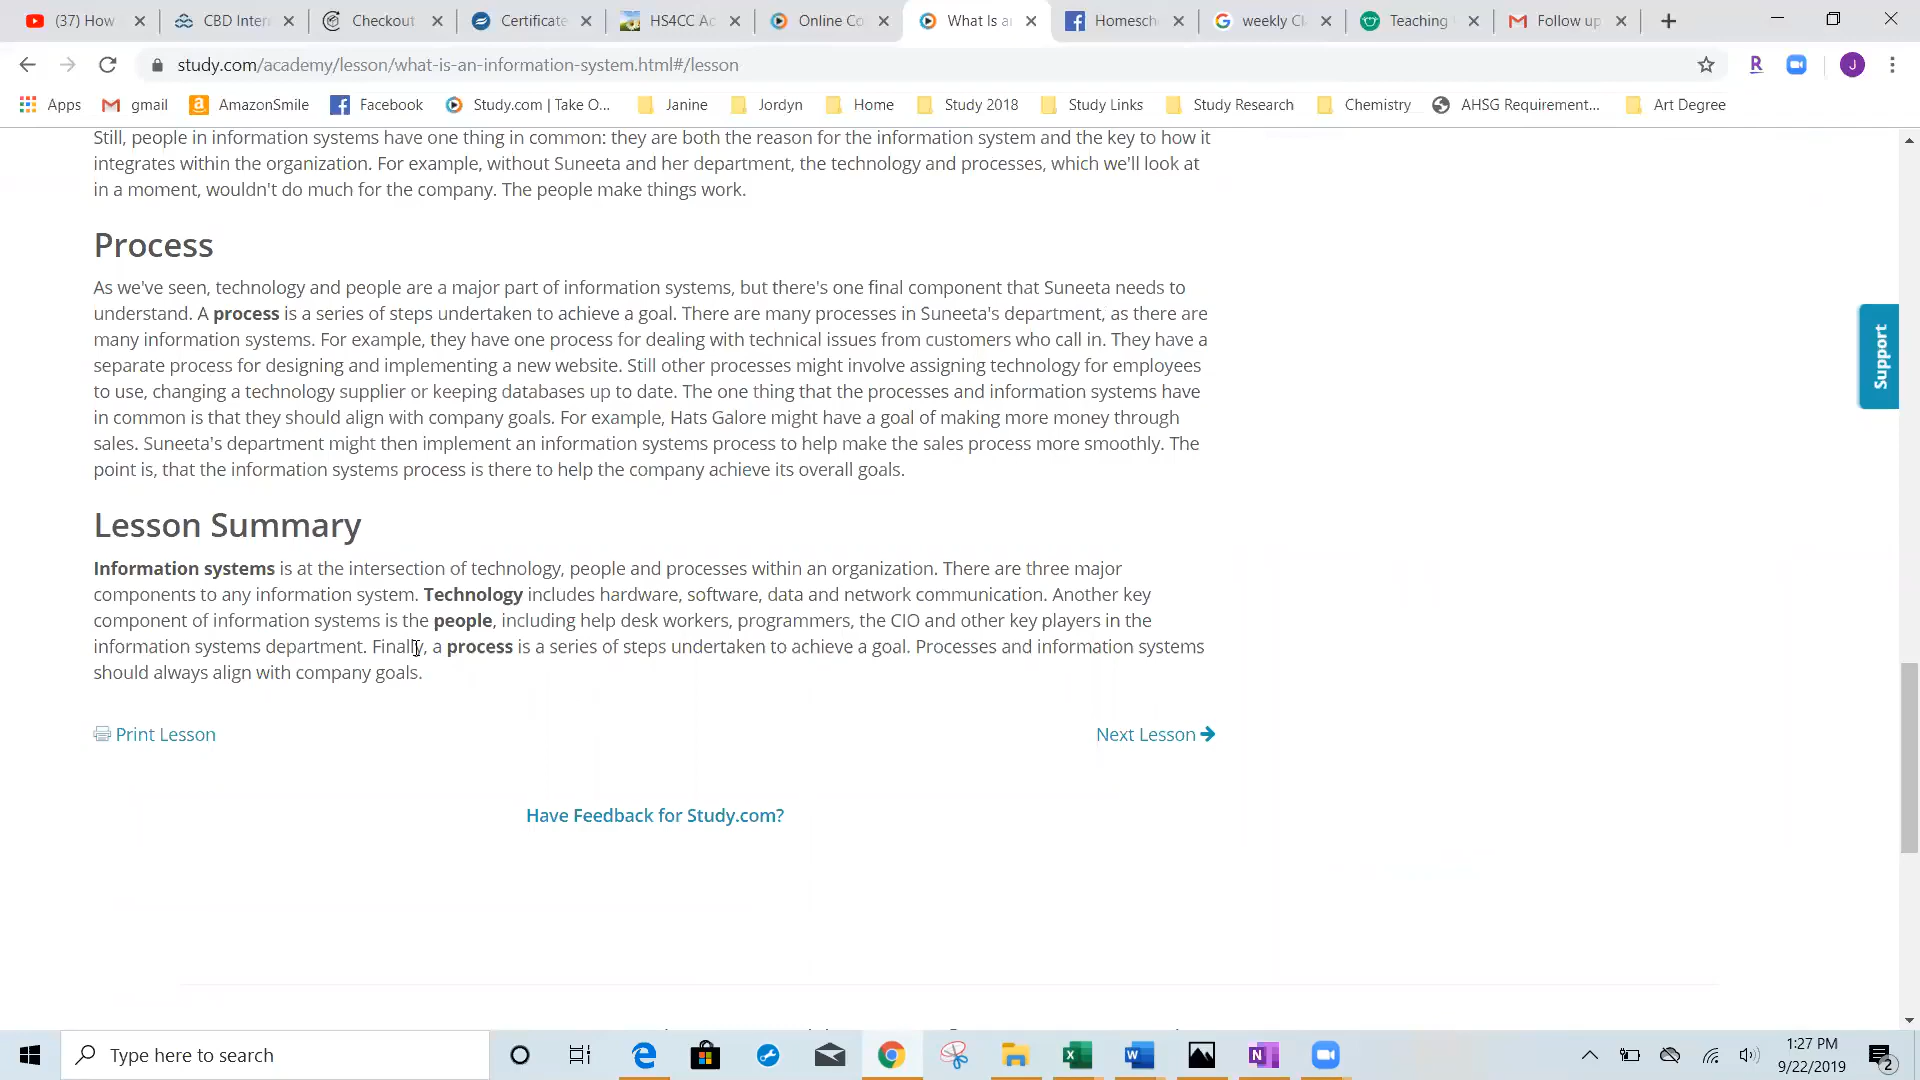 (37) How CBD Inter Checkout Certificate HS4CC Ac Online Co What Is a Homesch weekly Cl Teaching Follow up
study.com/academy/lesson/what-is-an-information-system.html#/lesson R J
Apps gmail AmazonSmile Facebook Study.com | Take O... Janine Jordyn Home Study 2018 Study Links Study Research Chemistry AHSG Requirement... Art Degree
Still, people in information systems have one thing in common: they are both the reason for the information system and the key to how it
integrates within the organization. For example, without Suneeta and her department, the technology and processes, which we'll look at
in a moment, wouldn't do much for the company. The people make things work.
Process
As we've seen, technology and people are a major part of information systems, but there's one final component that Suneeta needs to
understand. A process is a series of steps undertaken to achieve a goal. There are many processes in Suneeta's department, as there are
many information systems. For example, they have one process for dealing with technical issues from customers who call in. They have a
separate process for designing and implementing a new website. Still other processes might involve assigning technology for employees
to use, changing a technology supplier or keeping databases up to date. The one thing that the processes and information systems have
in common is that they should align with company goals. For example, Hats Galore might have a goal of making more money through
sales. Suneeta's department might then implement an information systems process to help make the sales process more smoothly. The
point is, that the information systems process is there to help the company achieve its overall goals.
Support
Lesson Summary
Information systems is at the intersection of technology, people and processes within an organization. There are three major
components to any information system. Technology includes hardware, software, data and network communication. Another key
component of information systems is the people, including help desk workers, programmers, the CIO and other key players in the
information systems department. Finally, a process is a series of steps undertaken to achieve a goal. Processes and information systems
should always align with company goals.
Print Lesson Next Lesson
Have Feedback for Study.com?
Type here to search
1:27 PM
9/22/2019
2